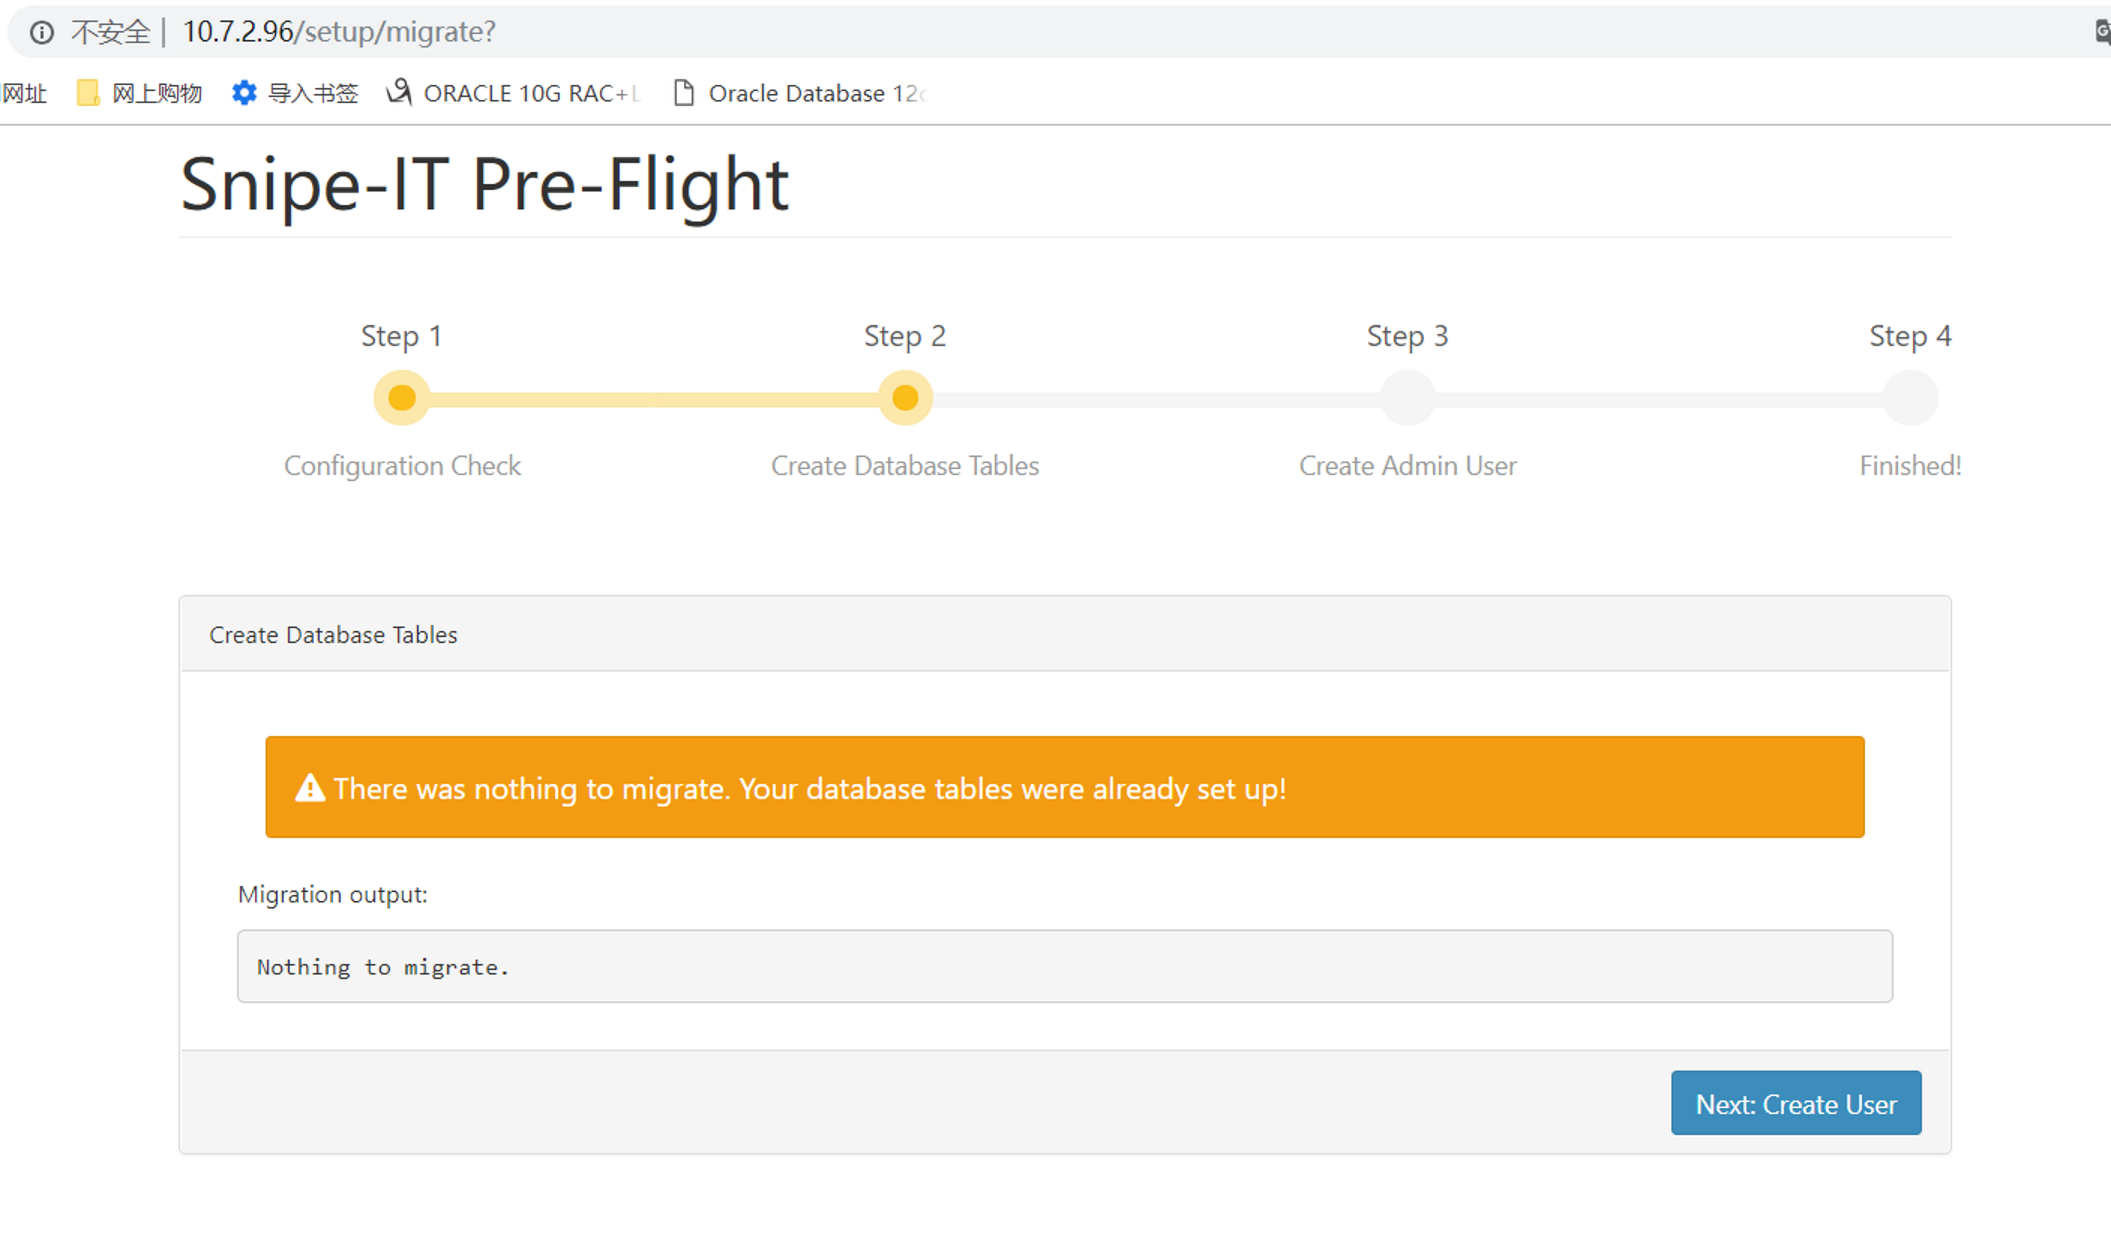 不安全 | 10.7.2.96/setup/migrate?
网址 网上购物 导入书签 ORACLE 10G RAC+L Oracle Database 12c
Snipe-IT Pre-Flight
Step 1 Step 2 Step 3 Step 4
Configuration Check Create Database Tables Create Admin User Finished!
Create Database Tables
There was nothing to migrate. Your database tables were already set up!
Migration output:
Nothing to migrate.
Next: Create User